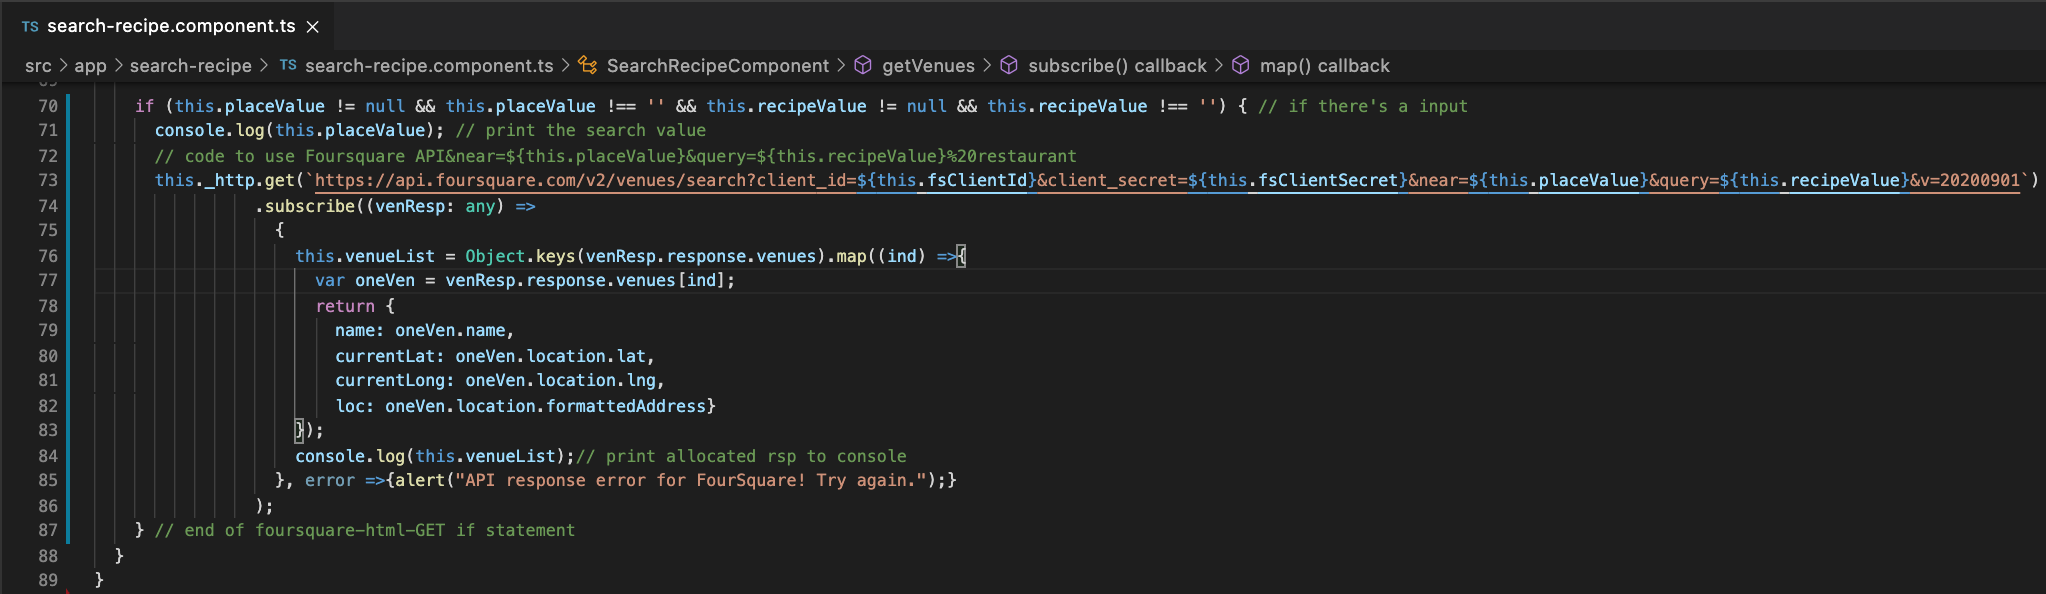 TS search-recipe.component.ts ×
src > app > search-recipe > TS search-recipe.component.ts > SearchRecipeComponent > getVenues > subscribe() callback > map() callback
70 if (this.placeValue != null && this.placeValue !== '' && this.recipeValue != null && this.recipeValue !== '') { // if there's a input
71 console.log(this.placeValue); // print the search value
72 // code to use Foursquare API&near=${this.placeValue}&query=${this.recipeValue}%20restaurant
73 this._http.get(`https://api.foursquare.com/v2/venues/search?client_id=${this.fsClientId}&client_secret=${this.fsClientSecret}&near=${this.placeValue}&query=${this.recipeValue}&v=20200901`)
74 .subscribe((venResp: any) =>
75 {
76 this.venueList = Object.keys(venResp.response.venues).map((ind) =>{
77 var oneVen = venResp.response.venues[ind];
78 return {
79 name: oneVen.name,
80 currentLat: oneVen.location.lat,
81 currentLong: oneVen.location.lng,
82 loc: oneVen.location.formattedAddress}
83 });
84 console.log(this.venueList);// print allocated rsp to console
85 }, error =>{alert("API response error for FourSquare! Try again.");}
86 );
87 } // end of foursquare-html-GET if statement
88 }
89 }